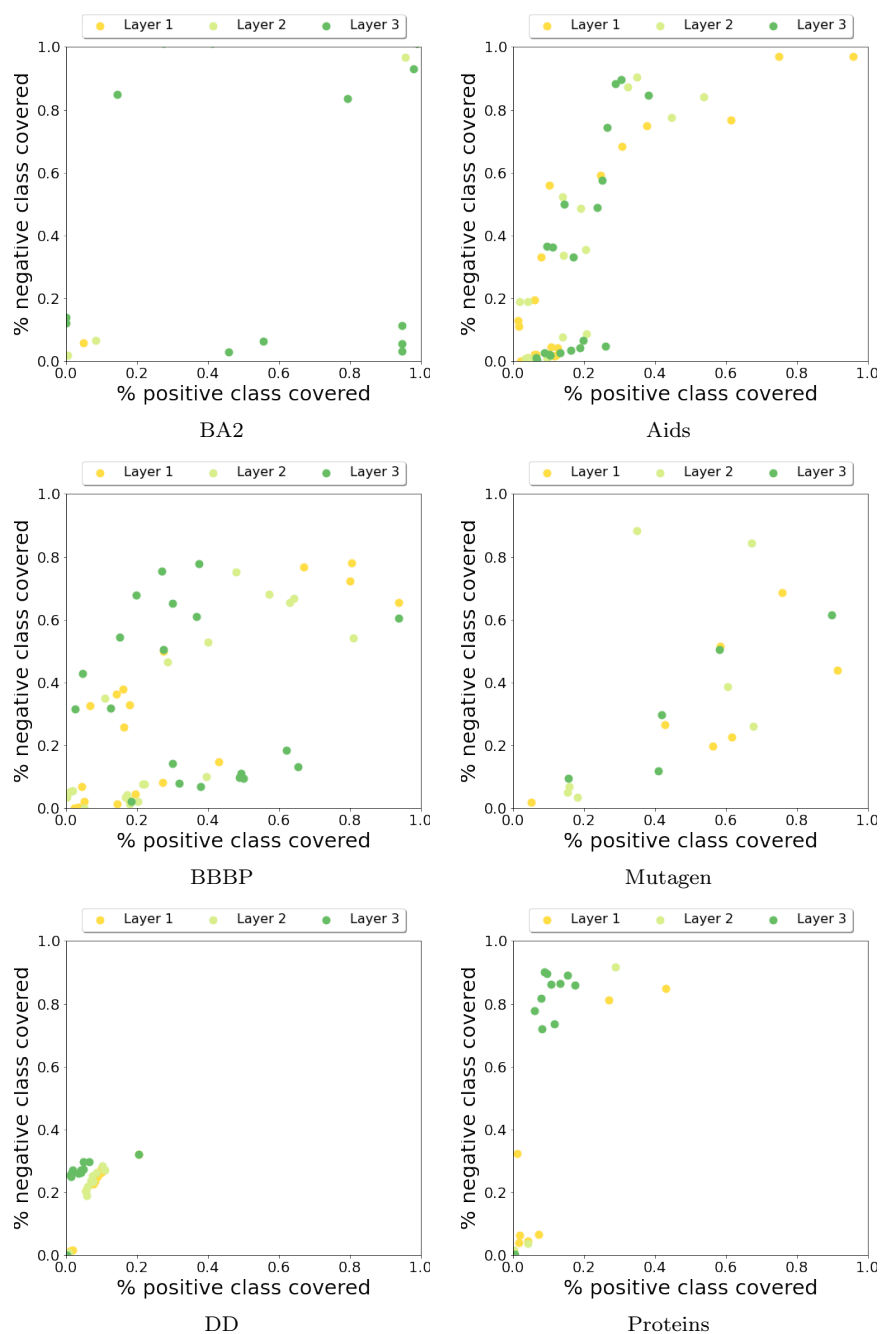 Layer 1 Layer 2 Layer 3
Layer 1 Layer 2 Layer 3
1.0
0.8
0.6
0.4
0.2
0.0
% negative class covered
0.0 0.2 0.4 0.6 0.8 1.0
% positive class covered
BA2
1.0
0.8
0.6
0.4
0.2
0.0
% negative class covered
0.0 0.2 0.4 0.6 0.8 1.0
% positive class covered
Aids
Layer 1 Layer 2 Layer 3
Layer 1 Layer 2 Layer 3
1.0
0.8
0.6
0.4
0.2
0.0
% negative class covered
0.0 0.2 0.4 0.6 0.8 1.0
% positive class covered
BBBP
1.0
0.8
0.6
0.4
0.2
0.0
% negative class covered
0.0 0.2 0.4 0.6 0.8 1.0
% positive class covered
Mutagen
Layer 1 Layer 2 Layer 3
Layer 1 Layer 2 Layer 3
1.0
0.8
0.6
0.4
0.2
0.0
% negative class covered
0.0 0.2 0.4 0.6 0.8 1.0
% positive class covered
DD
1.0
0.8
0.6
0.4
0.2
0.0
% negative class covered
0.0 0.2 0.4 0.6 0.8 1.0
% positive class covered
Proteins